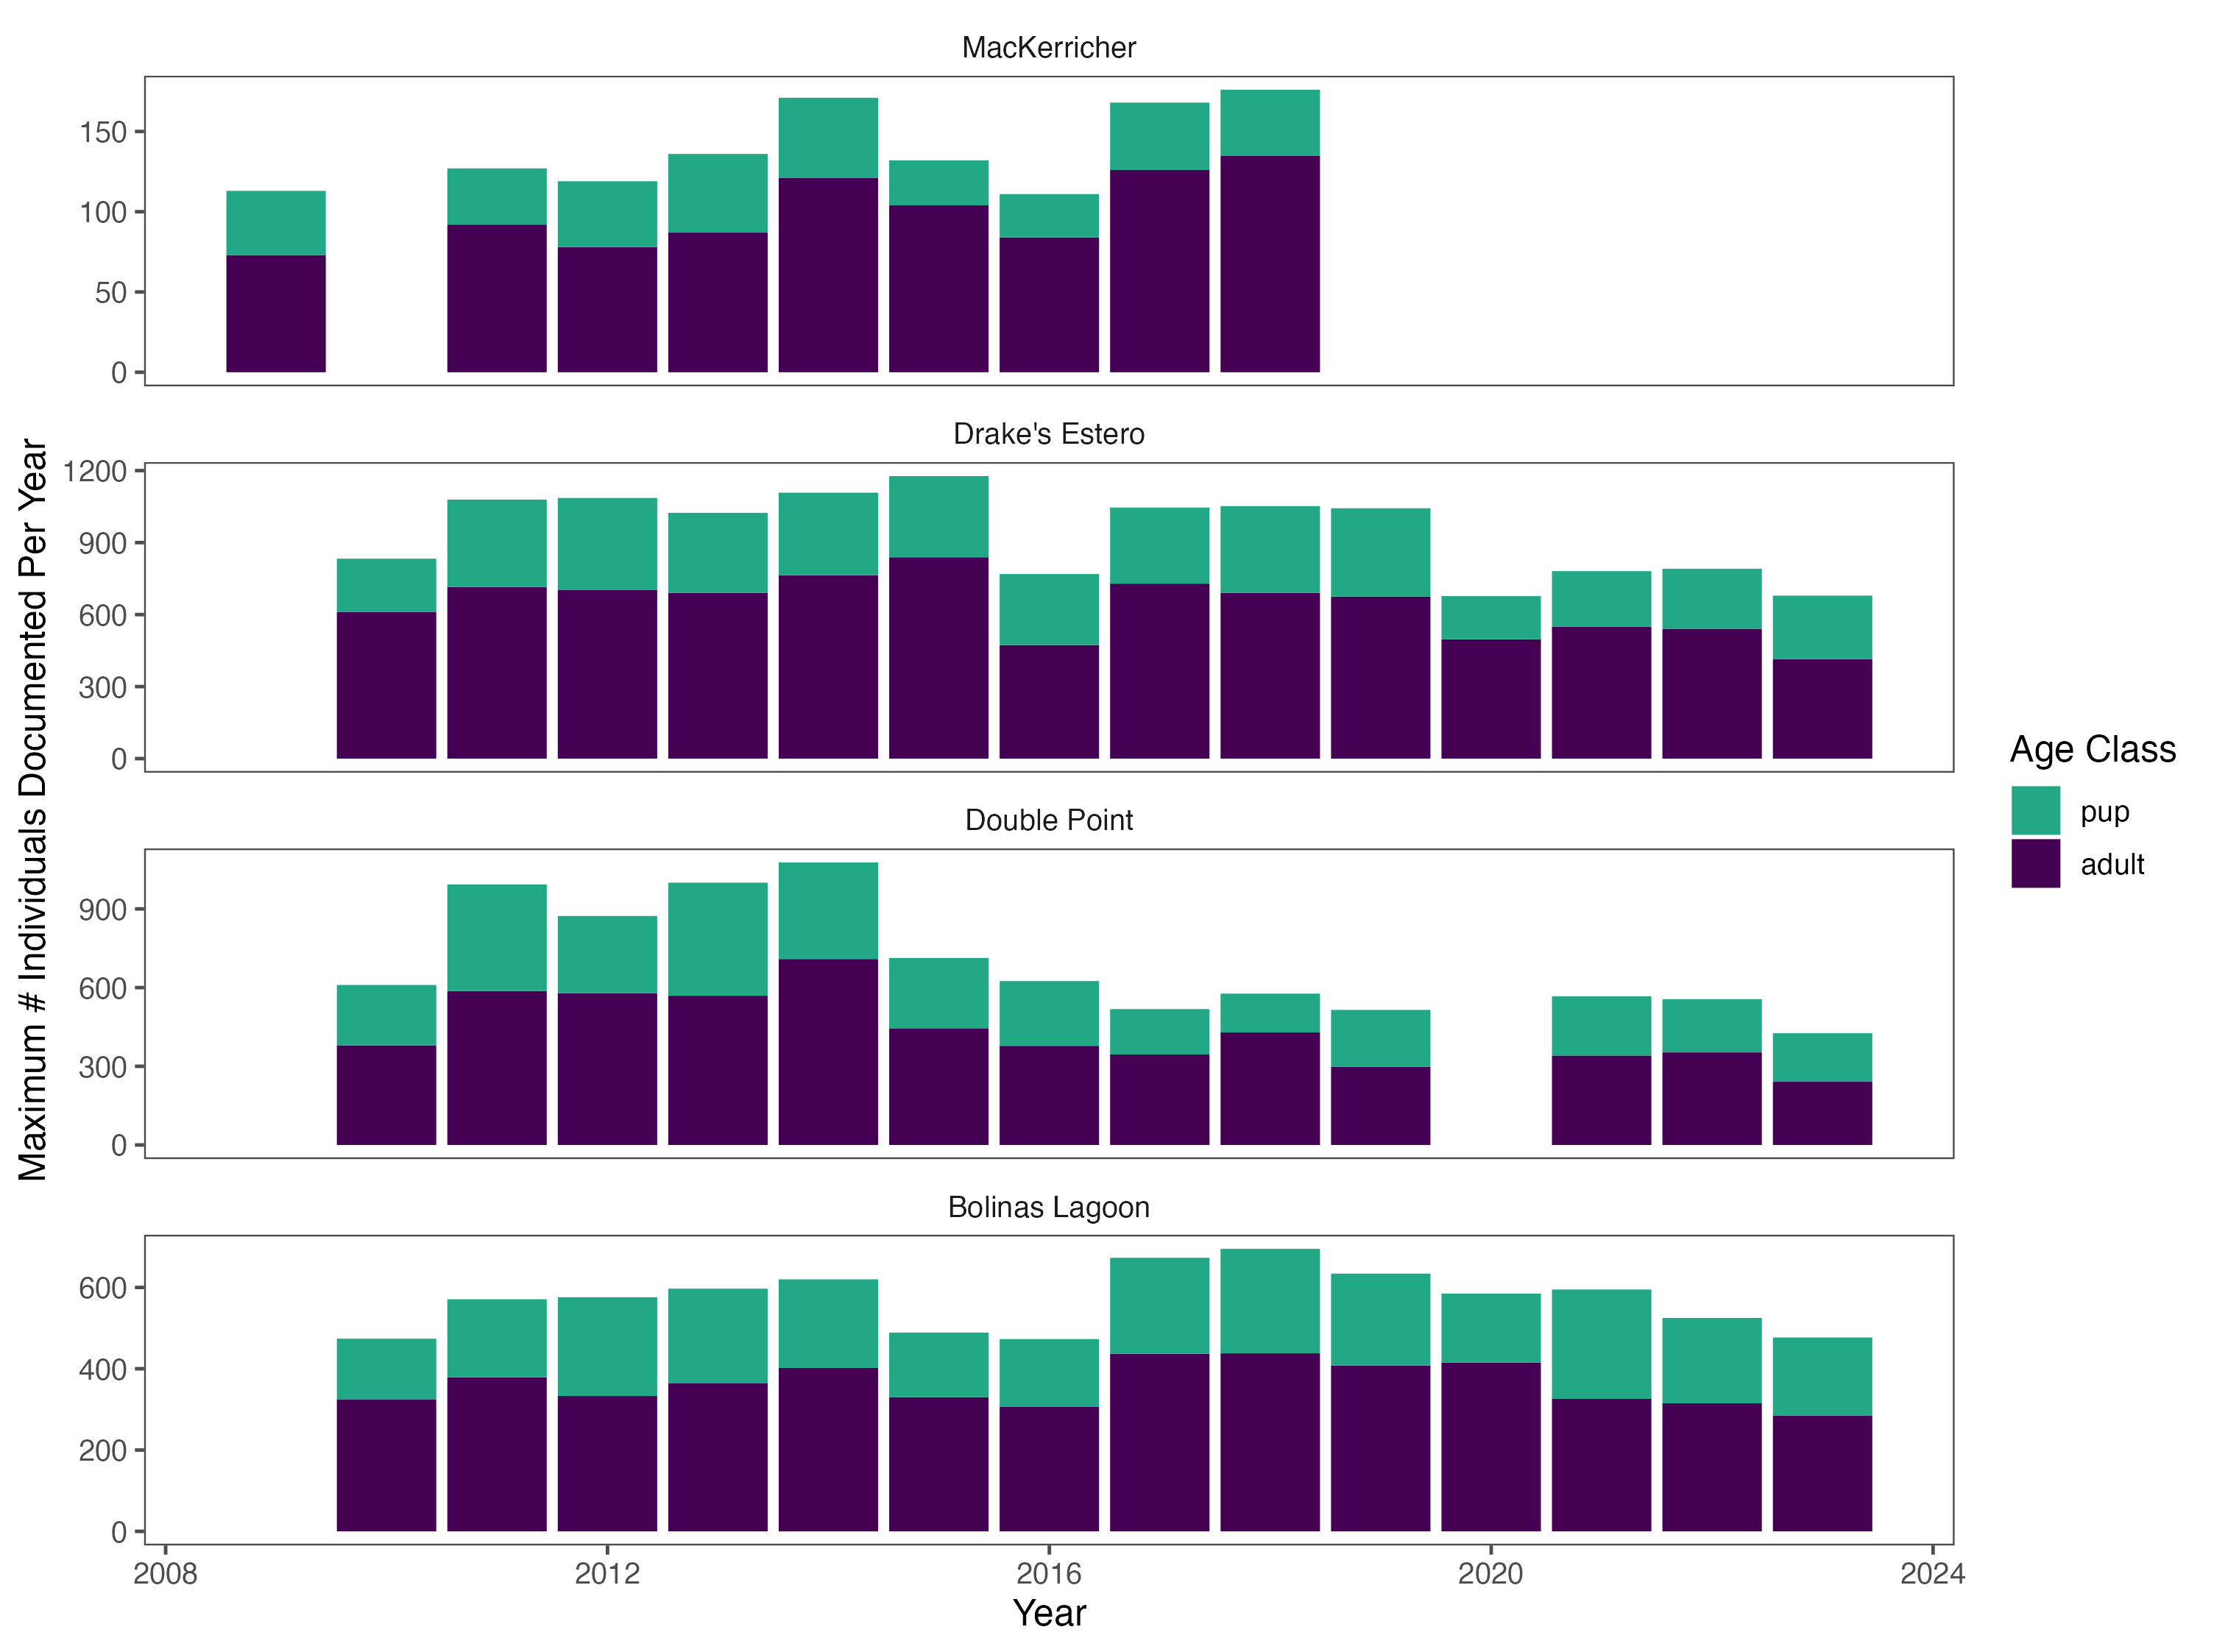 MacKerricher
150
100
50
0
Drake's Estero
1200
900
600
300
0
Double Point
900
600
300
0
Bolinas Lagoon
600
400
200
0
2008 2012 2016 2020 2024
Year
Maximum # Individuals Documented Per Year
Age Class
pup
adult